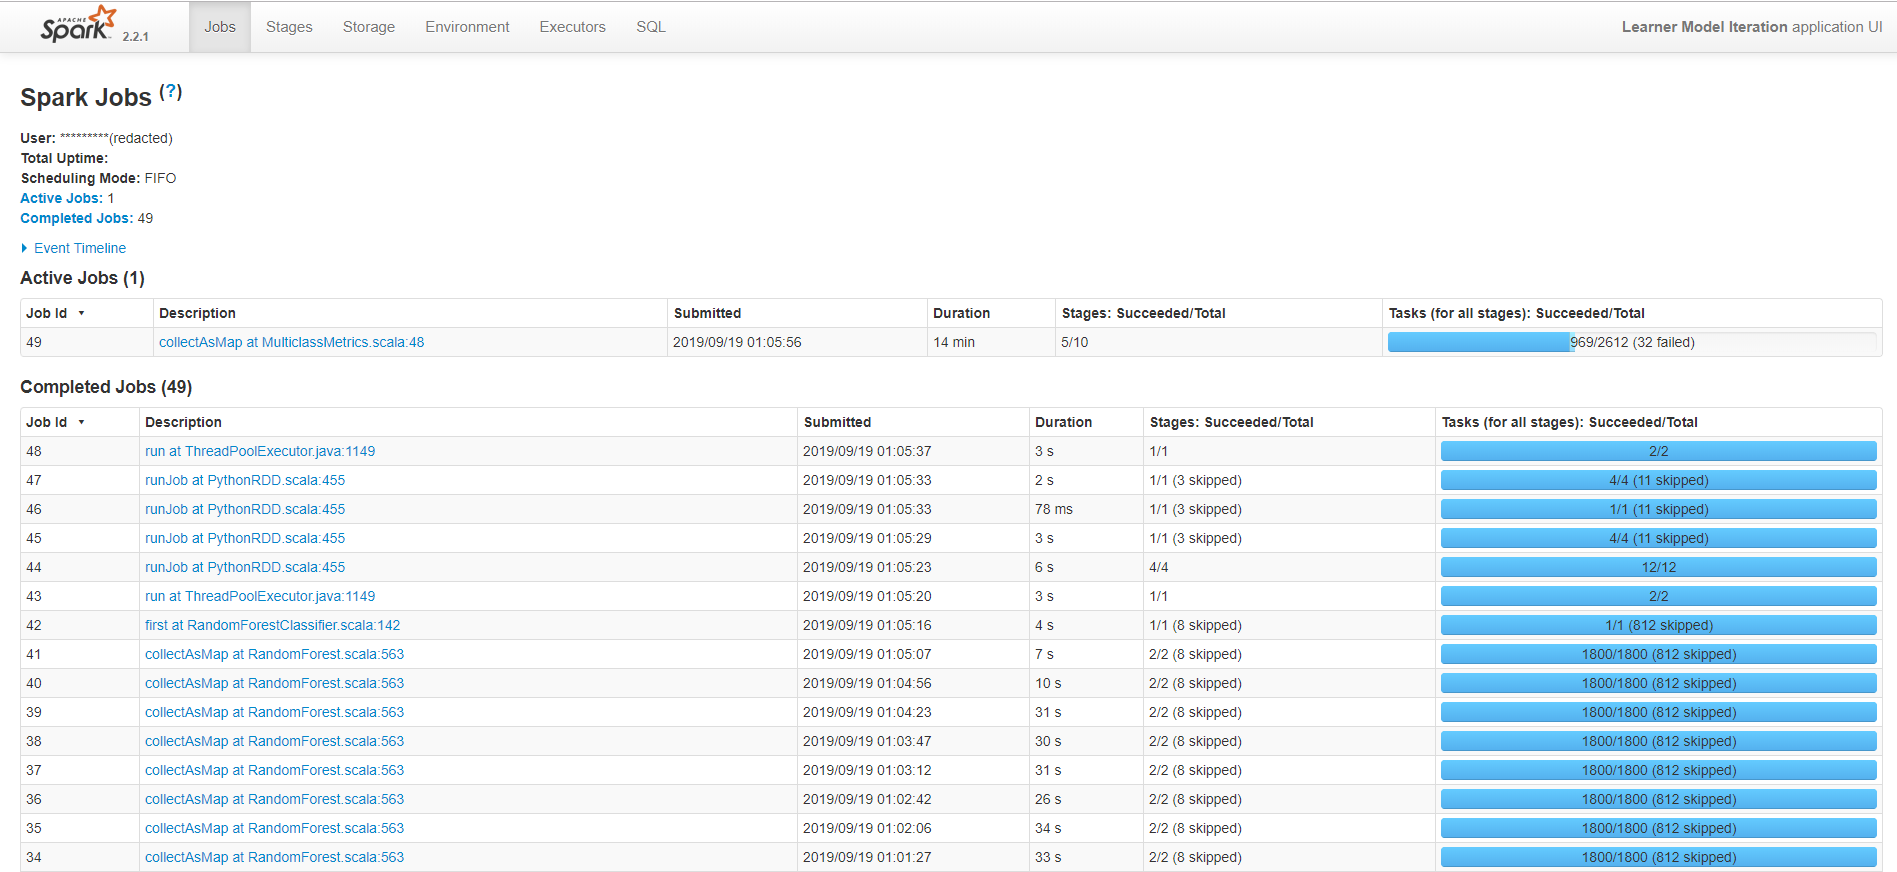 APACHE Spark 2.2.1 Jobs Stages Storage Environment Executors SQL Learner Model Iteration application UI
Spark Jobs (?)
User: *********(redacted)
Total Uptime:
Scheduling Mode: FIFO
Active Jobs: 1
Completed Jobs: 49
Event Timeline
Active Jobs (1)
Job Id ▾ Description Submitted Duration Stages: Succeeded/Total Tasks (for all stages): Succeeded/Total
49 collectAsMap at MulticlassMetrics.scala:48 2019/09/19 01:05:56 14 min 5/10 969/2612 (32 failed)
Completed Jobs (49)
Job Id ▾ Description Submitted Duration Stages: Succeeded/Total Tasks (for all stages): Succeeded/Total
48 run at ThreadPoolExecutor.java:1149 2019/09/19 01:05:37 3 s 1/1 2/2
47 runJob at PythonRDD.scala:455 2019/09/19 01:05:33 2 s 1/1 (3 skipped) 4/4 (11 skipped)
46 runJob at PythonRDD.scala:455 2019/09/19 01:05:33 78 ms 1/1 (3 skipped) 1/1 (11 skipped)
45 runJob at PythonRDD.scala:455 2019/09/19 01:05:29 3 s 1/1 (3 skipped) 4/4 (11 skipped)
44 runJob at PythonRDD.scala:455 2019/09/19 01:05:23 6 s 4/4 12/12
43 run at ThreadPoolExecutor.java:1149 2019/09/19 01:05:20 3 s 1/1 2/2
42 first at RandomForestClassifier.scala:142 2019/09/19 01:05:16 4 s 1/1 (8 skipped) 1/1 (812 skipped)
41 collectAsMap at RandomForest.scala:563 2019/09/19 01:05:07 7 s 2/2 (8 skipped) 1800/1800 (812 skipped)
40 collectAsMap at RandomForest.scala:563 2019/09/19 01:04:56 10 s 2/2 (8 skipped) 1800/1800 (812 skipped)
39 collectAsMap at RandomForest.scala:563 2019/09/19 01:04:23 31 s 2/2 (8 skipped) 1800/1800 (812 skipped)
38 collectAsMap at RandomForest.scala:563 2019/09/19 01:03:47 30 s 2/2 (8 skipped) 1800/1800 (812 skipped)
37 collectAsMap at RandomForest.scala:563 2019/09/19 01:03:12 31 s 2/2 (8 skipped) 1800/1800 (812 skipped)
36 collectAsMap at RandomForest.scala:563 2019/09/19 01:02:42 26 s 2/2 (8 skipped) 1800/1800 (812 skipped)
35 collectAsMap at RandomForest.scala:563 2019/09/19 01:02:06 34 s 2/2 (8 skipped) 1800/1800 (812 skipped)
34 collectAsMap at RandomForest.scala:563 2019/09/19 01:01:27 33 s 2/2 (8 skipped) 1800/1800 (812 skipped)